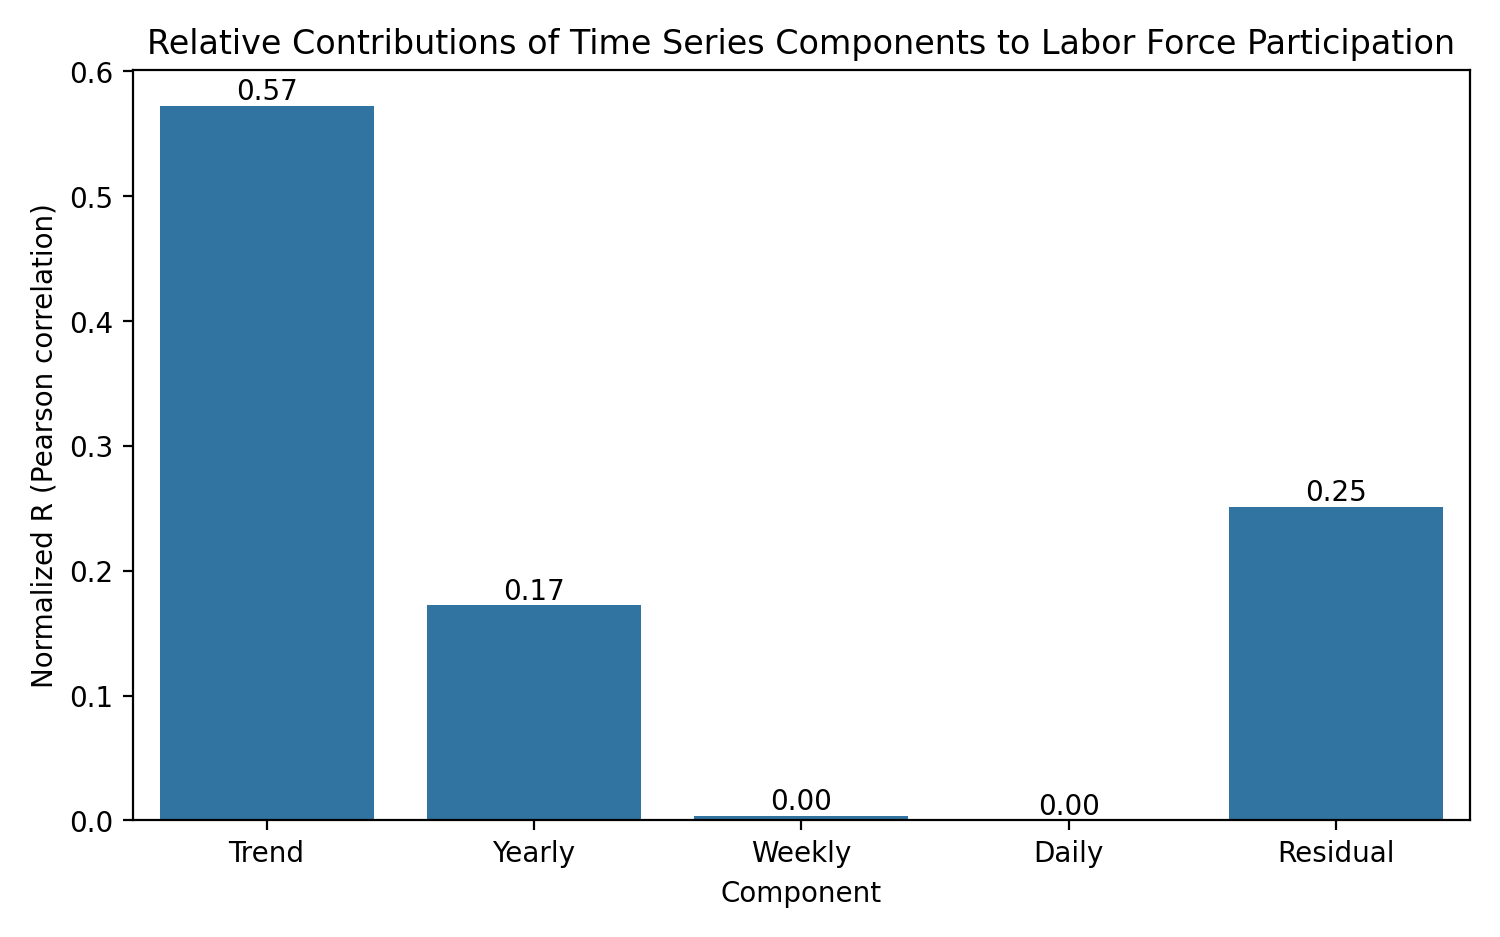 Relative Contributions of Time Series Components to Labor Force Participation
Normalized R (Pearson correlation)
0.6
0.5
0.4
0.3
0.2
0.1
0.0
0.57
0.17
0.00
0.00
0.25
Trend
Yearly
Weekly
Daily
Residual
Component